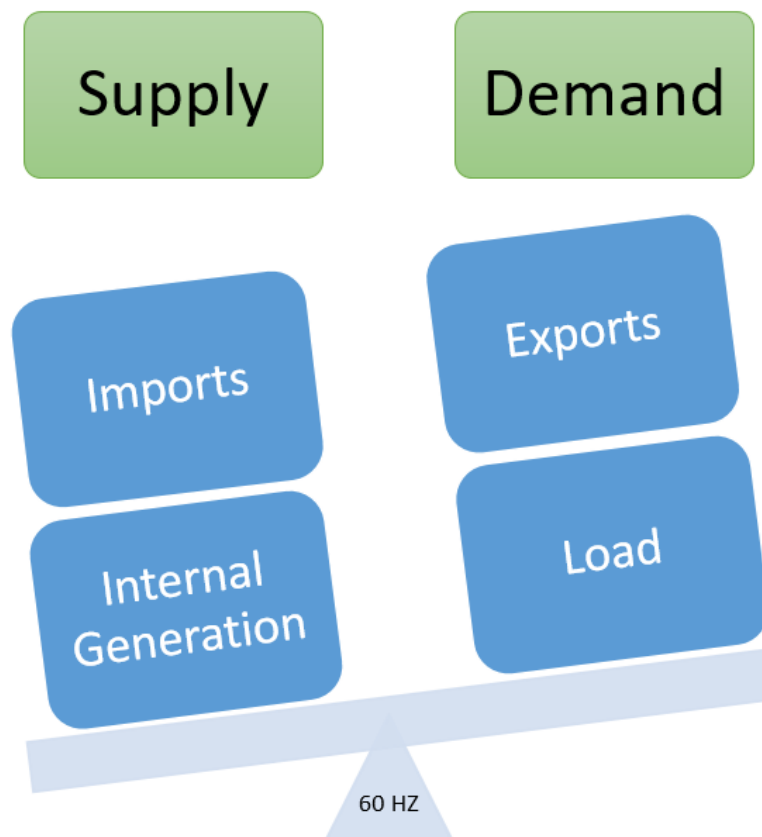 Supply
Demand
Imports
Exports
Internal
Generation
Load
60 HZ